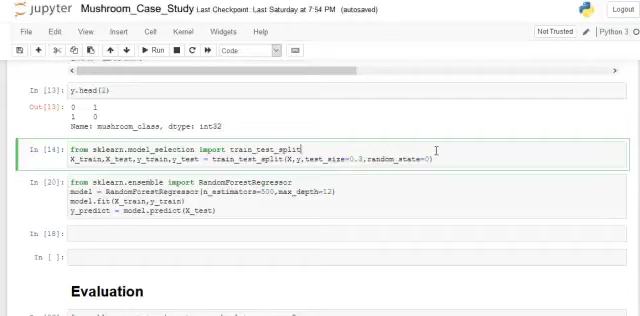 jupyter Mushroom_Case_Study Last Checkpoint: Last Saturday at 7:54 PM (autosaved) Logout
File Edit View Insert Cell Kernel Widgets Help Not Trusted Python 3
Run Code
In [13]: y.head(2)
Out[13]: 0 1
1 0
Name: mushroom_class, dtype: int32
In [14]: from sklearn.model_selection import train_test_split
X_train,X_test,y_train,y_test = train_test_split(X,y,test_size=0.3,random_state=0)
In [20]: from sklearn.ensemble import RandomForestRegressor
model = RandomForestRegressor(n_estimators=500,max_depth=12)
model.fit(X_train,y_train)
y_predict = model.predict(X_test)
In [18]:
In [ ]:
Evaluation